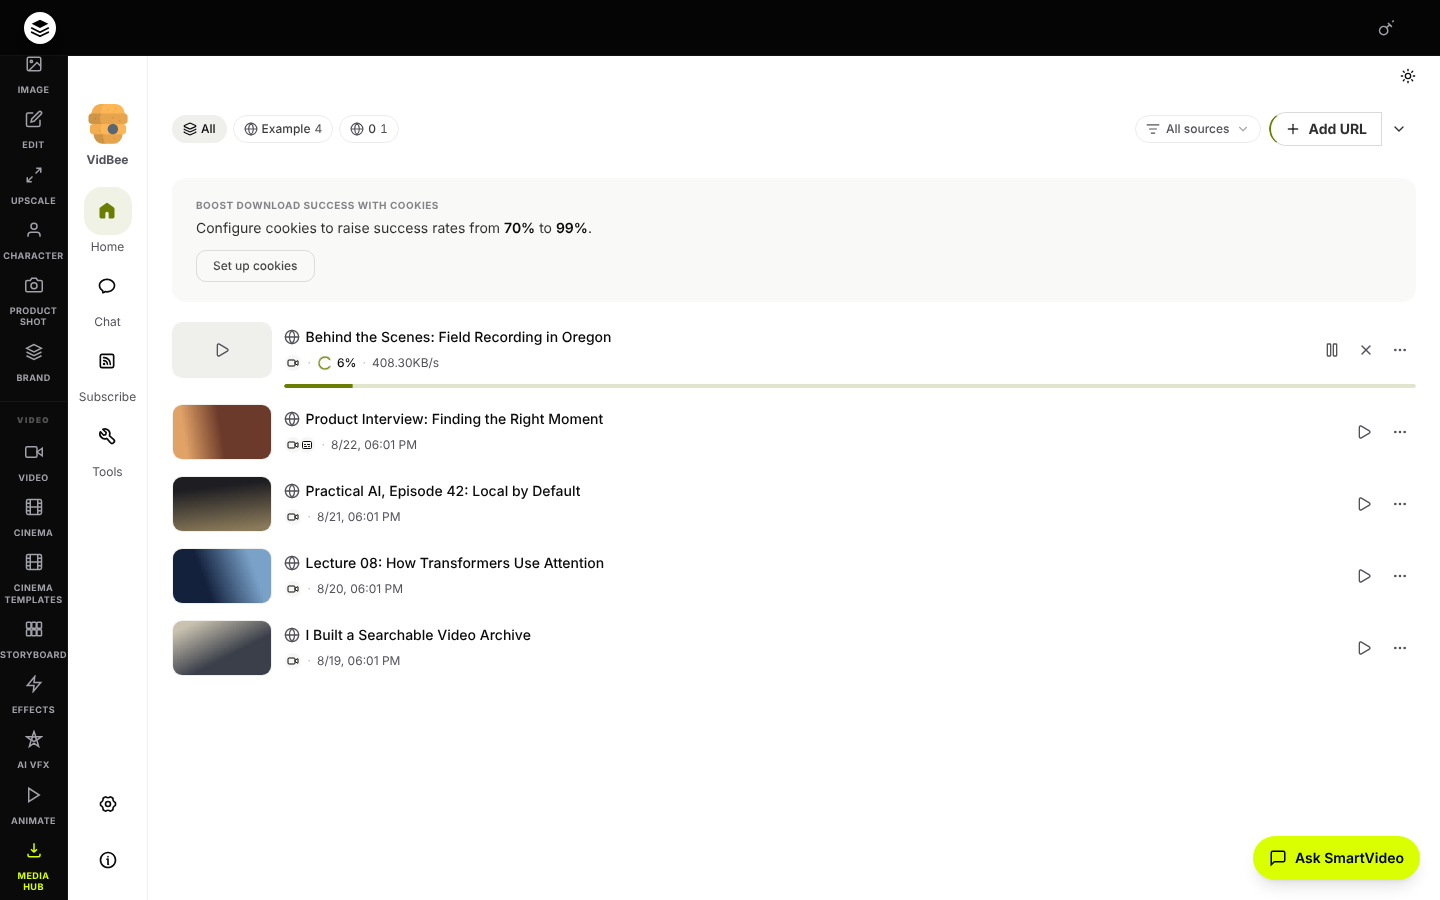 IMAGE
EDIT
UPSCALE
CHARACTER
PRODUCT
SHOT
BRAND
VIDEO
VIDEO
CINEMA
CINEMA
TEMPLATES
STORYBOARD
EFFECTS
AI VFX
ANIMATE
MEDIA
HUB
VidBee
Home
Chat
Subscribe
Tools
All
Example 4
0 1
All sources
Add URL
BOOST DOWNLOAD SUCCESS WITH COOKIES
Configure cookies to raise success rates from 70% to 99%.
Set up cookies
Behind the Scenes: Field Recording in Oregon
· 6% · 408.30KB/s
Product Interview: Finding the Right Moment
· 8/22, 06:01 PM
Practical AI, Episode 42: Local by Default
· 8/21, 06:01 PM
Lecture 08: How Transformers Use Attention
· 8/20, 06:01 PM
I Built a Searchable Video Archive
· 8/19, 06:01 PM
Ask SmartVideo